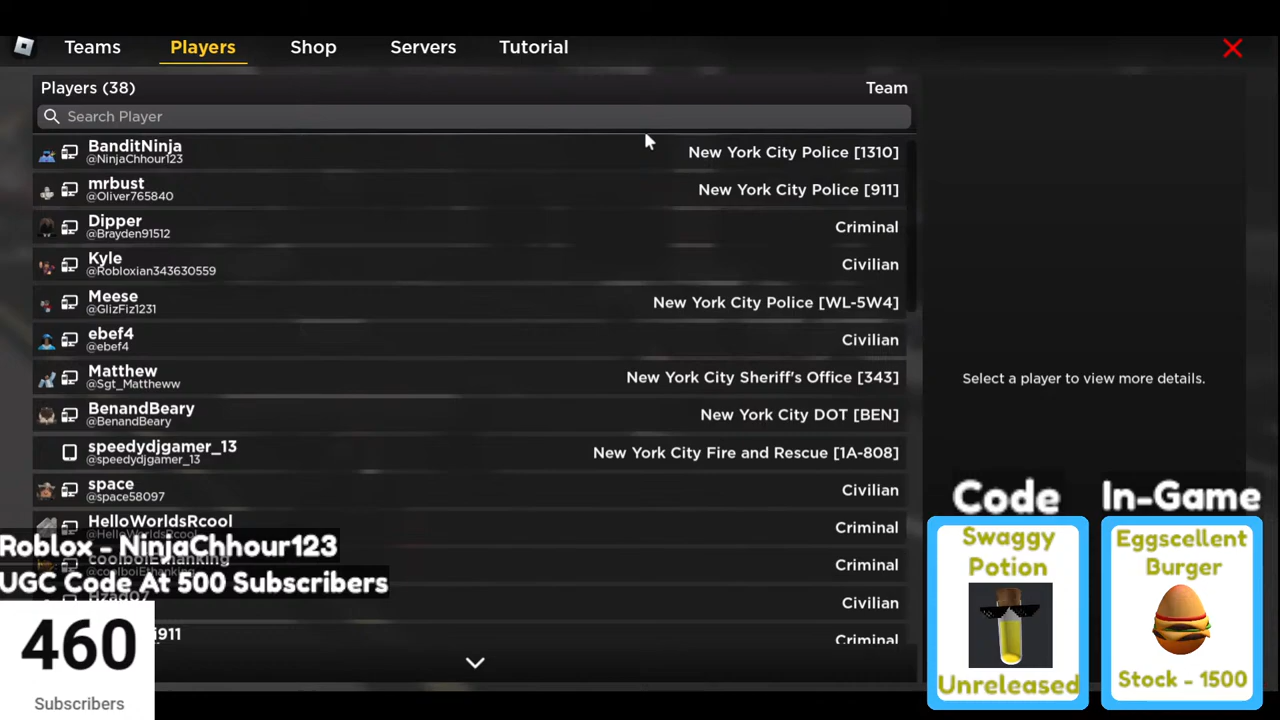 Teams Players Shop Servers Tutorial
Players (38) Team
Search Player
BanditNinja
@NinjaChhour123
New York City Police [1310]
mrbust
@Oliver765840
New York City Police [911]
Dipper
@Brayden91512
Criminal
Kyle
@Robloxian343630559
Civilian
Meese
@GlizFiz1231
New York City Police [WL-5W4]
ebef4
@ebef4
Civilian
Matthew
@Sgt_Mattheww
New York City Sheriff's Office [343]
BenandBeary
@BenandBeary
New York City DOT [BEN]
speedydjgamer_13
@speedydjgamer_13
New York City Fire and Rescue [1A-808]
space
@space58097
Civilian
HelloWorldsRcool
@HelloWorldsRcool
Criminal
coolboiEthanking
Criminal
Civilian
j911
Criminal
Select a player to view more details.
Roblox - NinjaChhour123
UGC Code At 500 Subscribers
460
Subscribers
Code
Swaggy
Potion
Unreleased
In-Game
Eggscellent
Burger
Stock - 1500